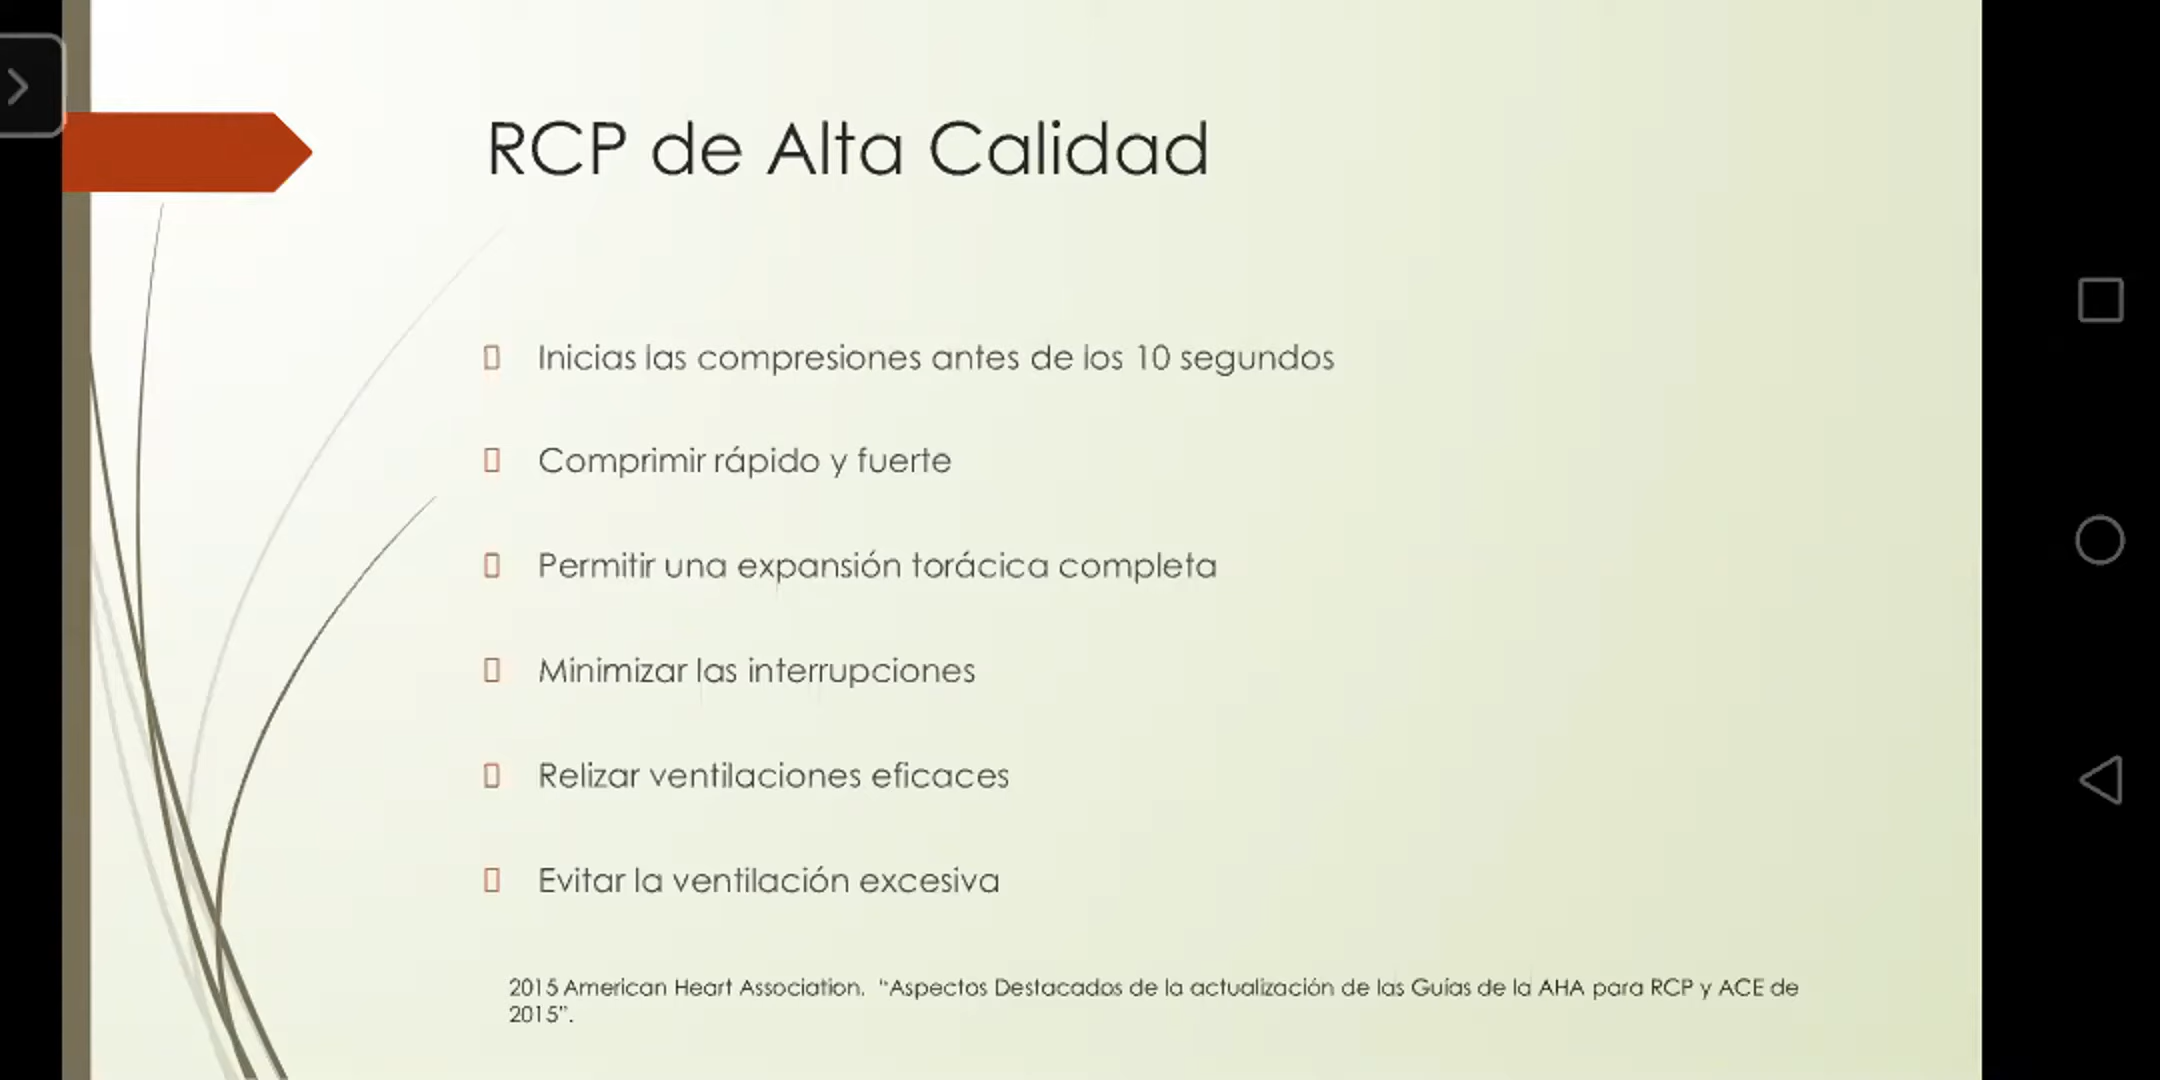 RCP de Alta Calidad
Inicias las compresiones antes de los 10 segundos
Comprimir rápido y fuerte
Permitir una expansión torácica completa
Minimizar las interrupciones
Relizar ventilaciones eficaces
Evitar la ventilación excesiva
2015 American Heart Association. "Aspectos Destacados de la actualización de las Guías de la AHA para RCP y ACE de
2015".